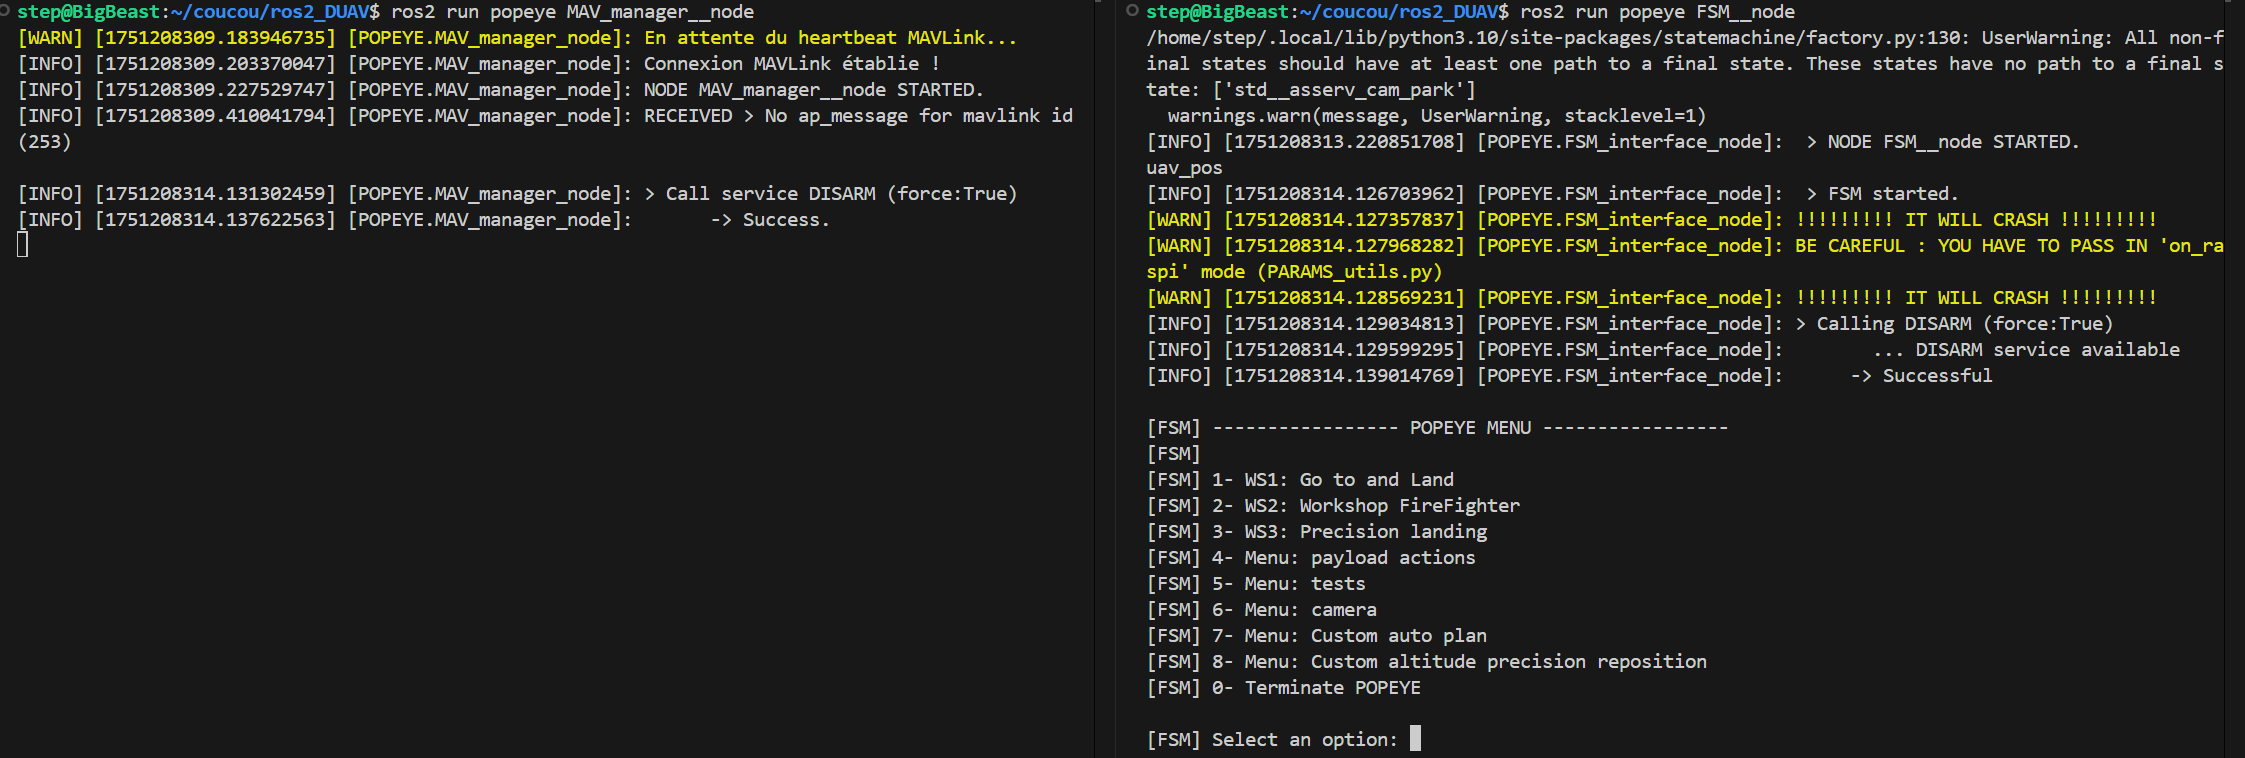 step@BigBeast:~/coucou/ros2_DUAV$ ros2 run popeye MAV_manager__node
[WARN] [1751208309.183946735] [POPEYE.MAV_manager_node]: En attente du heartbeat MAVLink...
[INFO] [1751208309.203370047] [POPEYE.MAV_manager_node]: Connexion MAVLink établie !
[INFO] [1751208309.227529747] [POPEYE.MAV_manager_node]: NODE MAV_manager__node STARTED.
[INFO] [1751208309.410041794] [POPEYE.MAV_manager_node]: RECEIVED > No ap_message for mavlink id
(253)
[INFO] [1751208314.131302459] [POPEYE.MAV_manager_node]: > Call service DISARM (force:True)
[INFO] [1751208314.137622563] [POPEYE.MAV_manager_node]:       -> Success.
step@BigBeast:~/coucou/ros2_DUAV$ ros2 run popeye FSM__node
/home/step/.local/lib/python3.10/site-packages/statemachine/factory.py:130: UserWarning: All non-f
inal states should have at least one path to a final state. These states have no path to a final s
tate: ['std__asserv_cam_park']
  warnings.warn(message, UserWarning, stacklevel=1)
[INFO] [1751208313.220851708] [POPEYE.FSM_interface_node]:  > NODE FSM__node STARTED.
uav_pos
[INFO] [1751208314.126703962] [POPEYE.FSM_interface_node]:  > FSM started.
[WARN] [1751208314.127357837] [POPEYE.FSM_interface_node]: !!!!!!!!! IT WILL CRASH !!!!!!!!!
[WARN] [1751208314.127968282] [POPEYE.FSM_interface_node]: BE CAREFUL : YOU HAVE TO PASS IN 'on_ra
spi' mode (PARAMS_utils.py)
[WARN] [1751208314.128569231] [POPEYE.FSM_interface_node]: !!!!!!!!! IT WILL CRASH !!!!!!!!!
[INFO] [1751208314.129034813] [POPEYE.FSM_interface_node]: > Calling DISARM (force:True)
[INFO] [1751208314.129599295] [POPEYE.FSM_interface_node]:        ... DISARM service available
[INFO] [1751208314.139014769] [POPEYE.FSM_interface_node]:      -> Successful
[FSM] ----------------- POPEYE MENU -----------------
[FSM]
[FSM] 1- WS1: Go to and Land
[FSM] 2- WS2: Workshop FireFighter
[FSM] 3- WS3: Precision landing
[FSM] 4- Menu: payload actions
[FSM] 5- Menu: tests
[FSM] 6- Menu: camera
[FSM] 7- Menu: Custom auto plan
[FSM] 8- Menu: Custom altitude precision reposition
[FSM] 0- Terminate POPEYE
[FSM] Select an option: